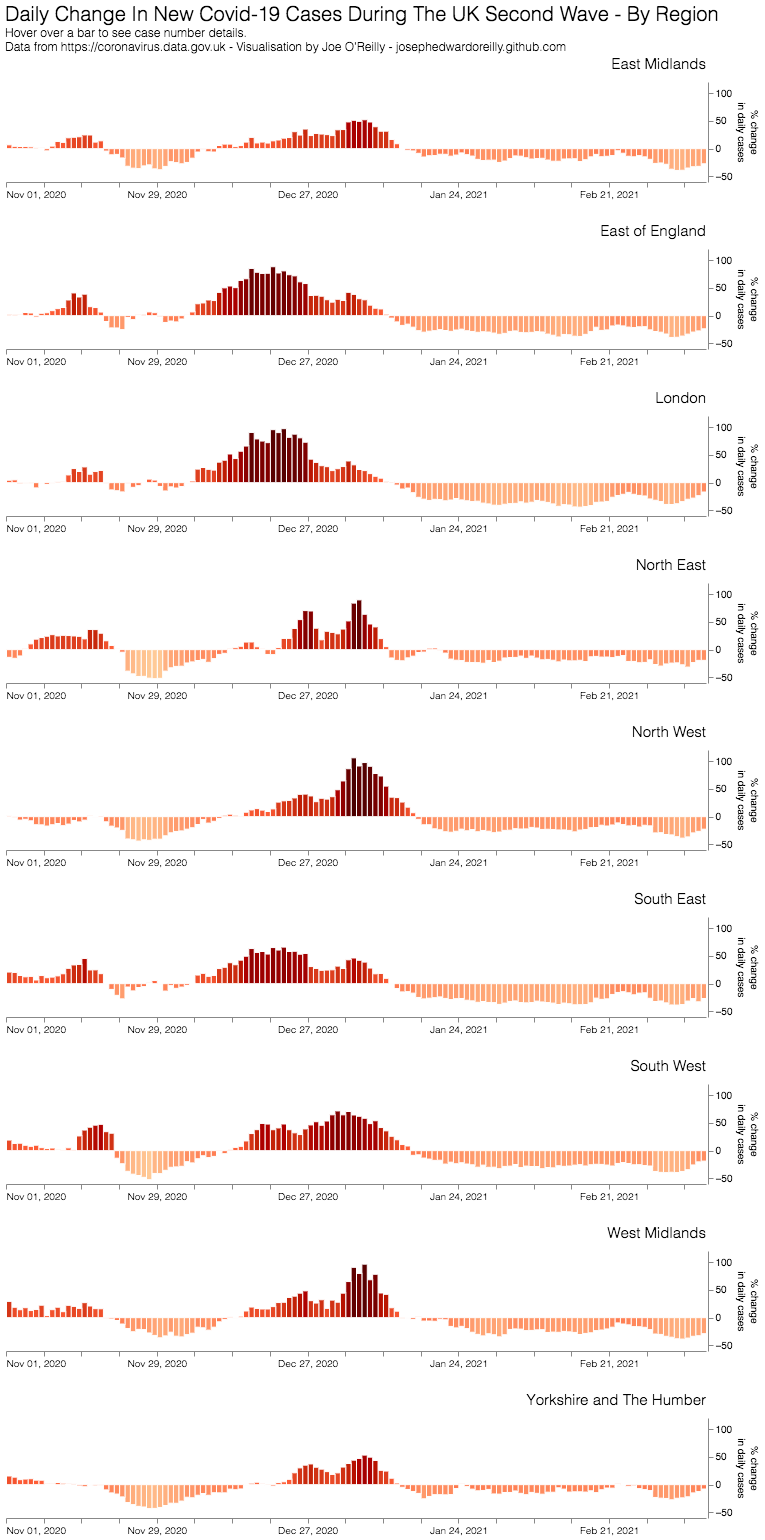 Daily Change In New Covid-19 Cases During The UK Second Wave - By Region
Hover over a bar to see case number details.
Data from https://coronavirus.data.gov.uk - Visualisation by Joe O'Reilly - josephedwardoreilly.github.com
East Midlands
100
50
0
−50
% change
in daily cases
Nov 01, 2020
Nov 29, 2020
Dec 27, 2020
Jan 24, 2021
Feb 21, 2021
East of England
100
50
0
−50
% change
in daily cases
Nov 01, 2020
Nov 29, 2020
Dec 27, 2020
Jan 24, 2021
Feb 21, 2021
London
100
50
0
−50
% change
in daily cases
Nov 01, 2020
Nov 29, 2020
Dec 27, 2020
Jan 24, 2021
Feb 21, 2021
North East
100
50
0
−50
% change
in daily cases
Nov 01, 2020
Nov 29, 2020
Dec 27, 2020
Jan 24, 2021
Feb 21, 2021
North West
100
50
0
−50
% change
in daily cases
Nov 01, 2020
Nov 29, 2020
Dec 27, 2020
Jan 24, 2021
Feb 21, 2021
South East
100
50
0
−50
% change
in daily cases
Nov 01, 2020
Nov 29, 2020
Dec 27, 2020
Jan 24, 2021
Feb 21, 2021
South West
100
50
0
−50
% change
in daily cases
Nov 01, 2020
Nov 29, 2020
Dec 27, 2020
Jan 24, 2021
Feb 21, 2021
West Midlands
100
50
0
−50
% change
in daily cases
Nov 01, 2020
Nov 29, 2020
Dec 27, 2020
Jan 24, 2021
Feb 21, 2021
Yorkshire and The Humber
100
50
0
−50
% change
in daily cases
Nov 01, 2020
Nov 29, 2020
Dec 27, 2020
Jan 24, 2021
Feb 21, 2021